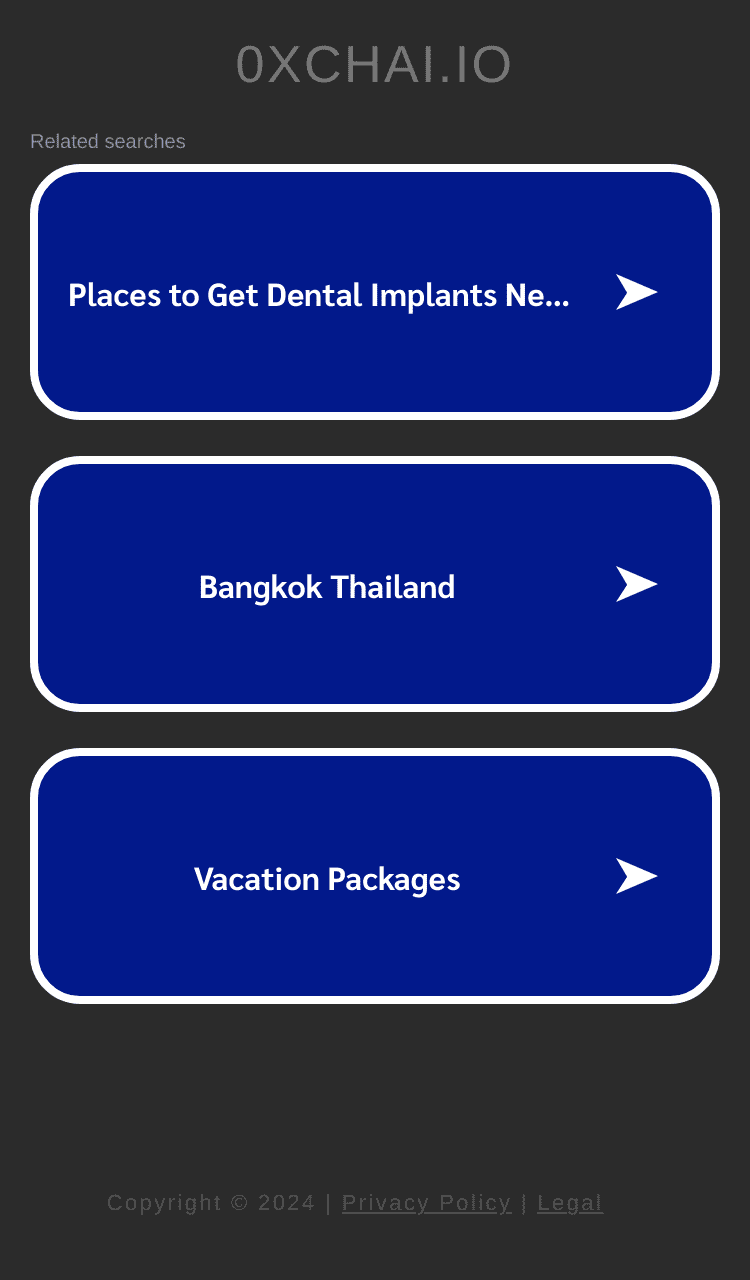 0XCHAI.IO
Related searches
Places to Get Dental Implants Ne...
Bangkok Thailand
Vacation Packages
Copyright © 2024 | Privacy Policy | Legal